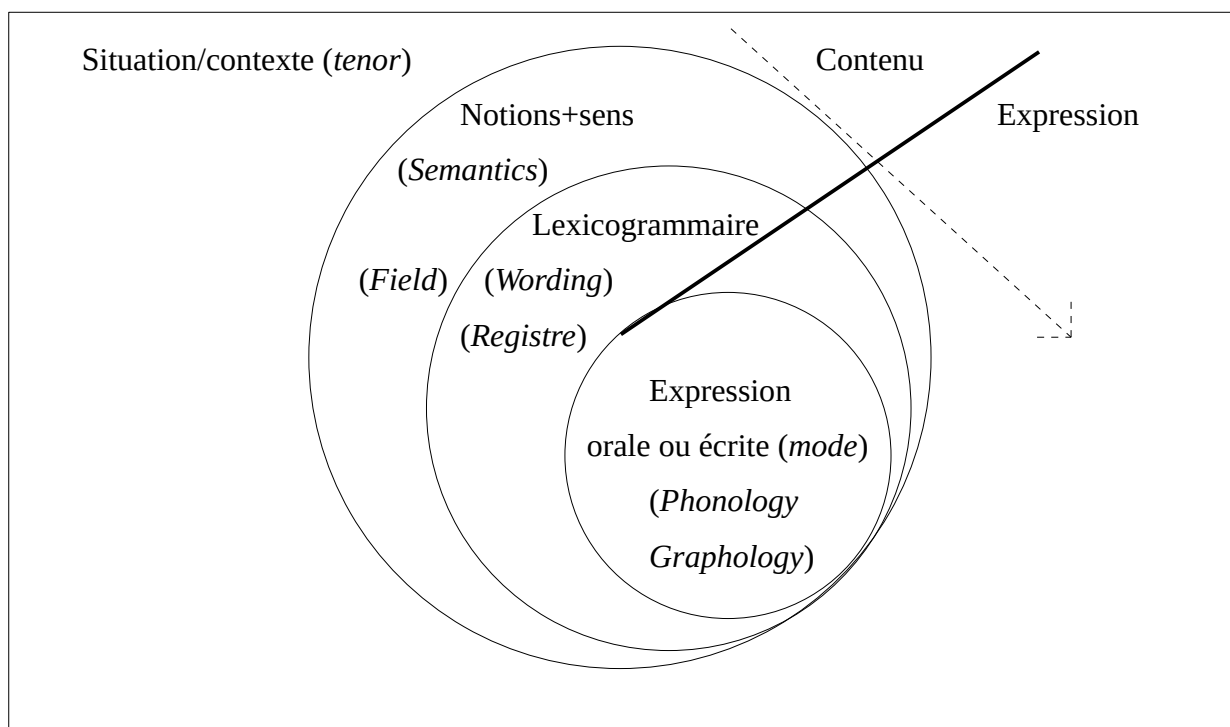 Situation/contexte (tenor)
Contenu
Notions+sens
Expression
(Semantics)
Lexicogrammaire
(Field)
(Wording)
(Registre)
Expression
orale ou écrite (mode)
(Phonology
Graphology)